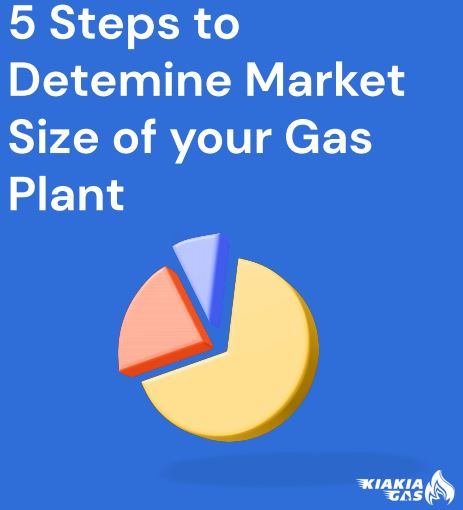 5 Steps to
Detemine Market
Size of your Gas
Plant
KIAKIA
GAS